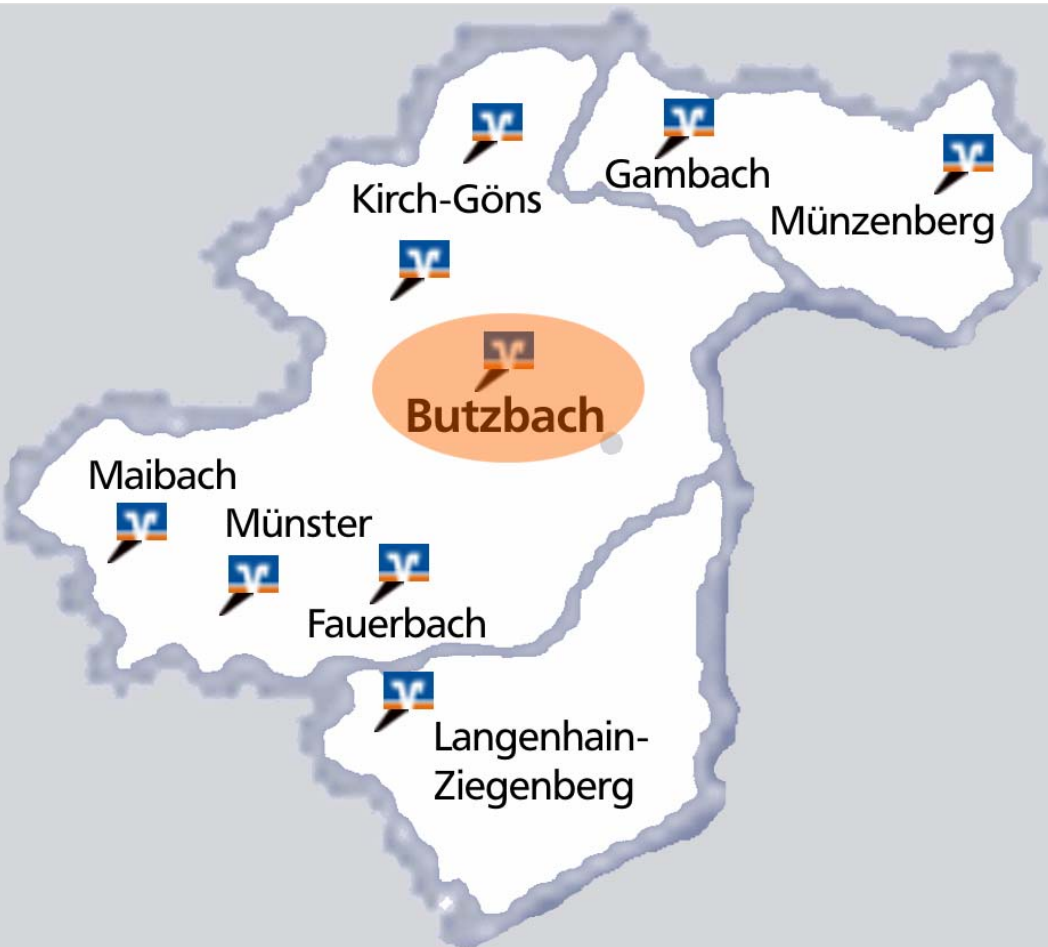 Kirch-Göns
Gambach
Münzenberg
Butzbach
Maibach
Münster
Fauerbach
Langenhain-
Ziegenberg